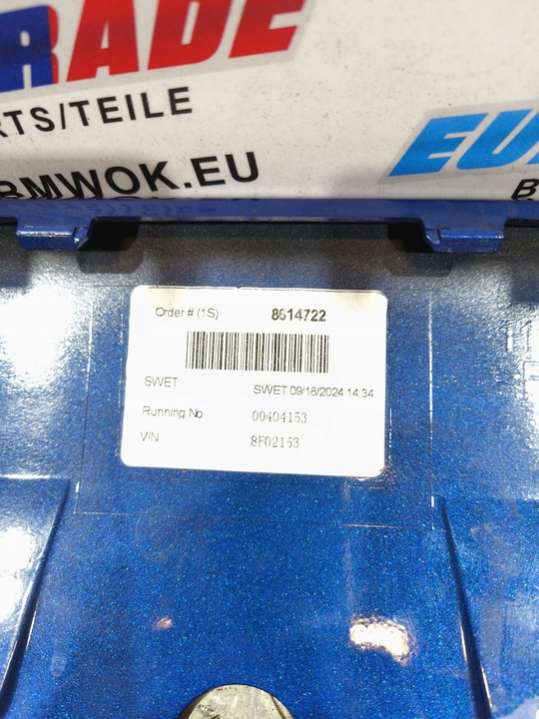 RADE
RTS/TEILE
BMWOK.EU
EU
B
Order # (1S) 8614722
SWET SWET 09/18/2024 14:34
Running No 00404153
VIN 8F02153